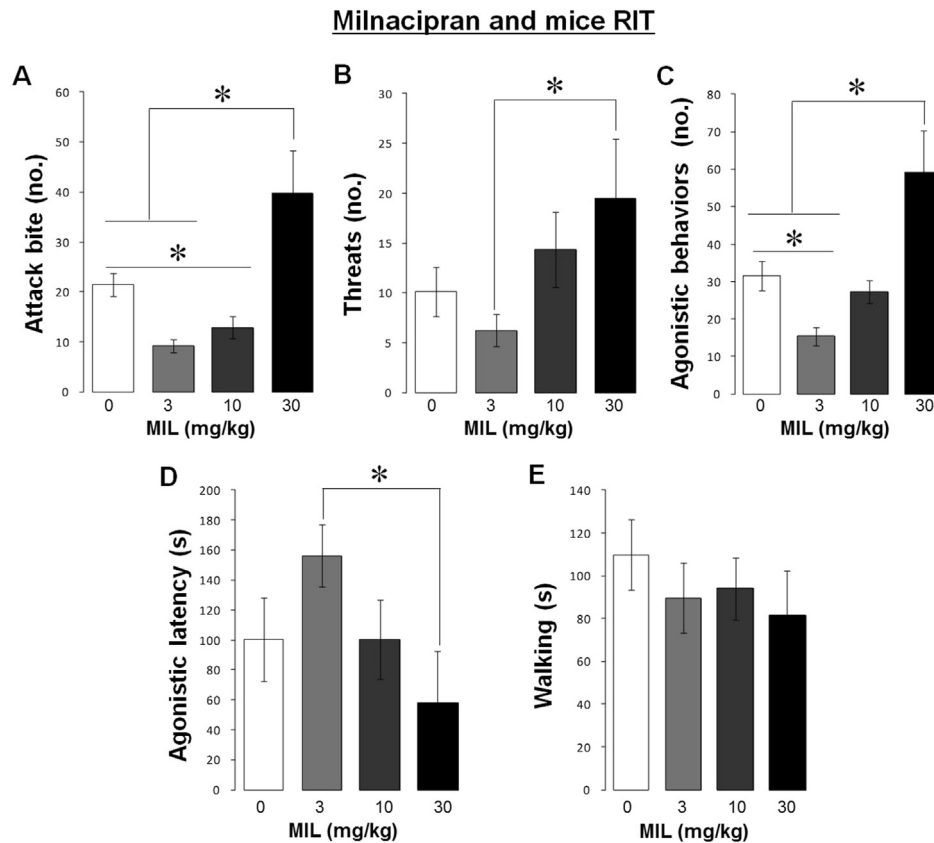 Milnacipran and mice RIT
A
Attack bite (no.)
60
50
40
30
20
10
0
*
*
0 3 10 30
MIL (mg/kg)
B
Threats (no.)
30
25
20
15
10
5
0
*
0 3 10 30
MIL (mg/kg)
C
Agonistic behaviors (no.)
80
70
60
50
40
30
20
10
0
*
*
0 3 10 30
MIL (mg/kg)
D
Agonistic latency (s)
200
180
160
140
120
100
80
60
40
20
0
*
0 3 10 30
MIL (mg/kg)
E
Walking (s)
140
120
100
80
60
40
20
0
0 3 10 30
MIL (mg/kg)